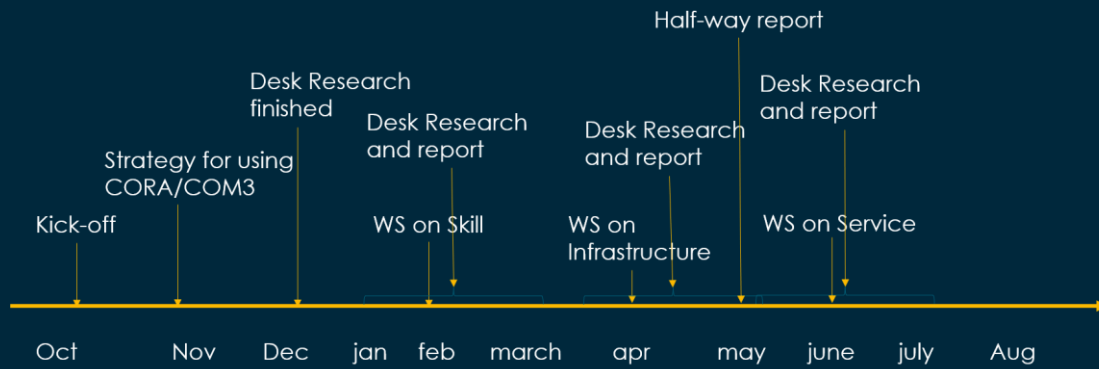 Half-way report
Desk Research
finished
Desk Research
and report
Desk Research
and report
Desk Research
and report
Strategy for using
CORA/COM3
Kick-off
WS on Skill
WS on
Infrastructure
WS on Service
Oct Nov Dec jan feb march apr may june july Aug